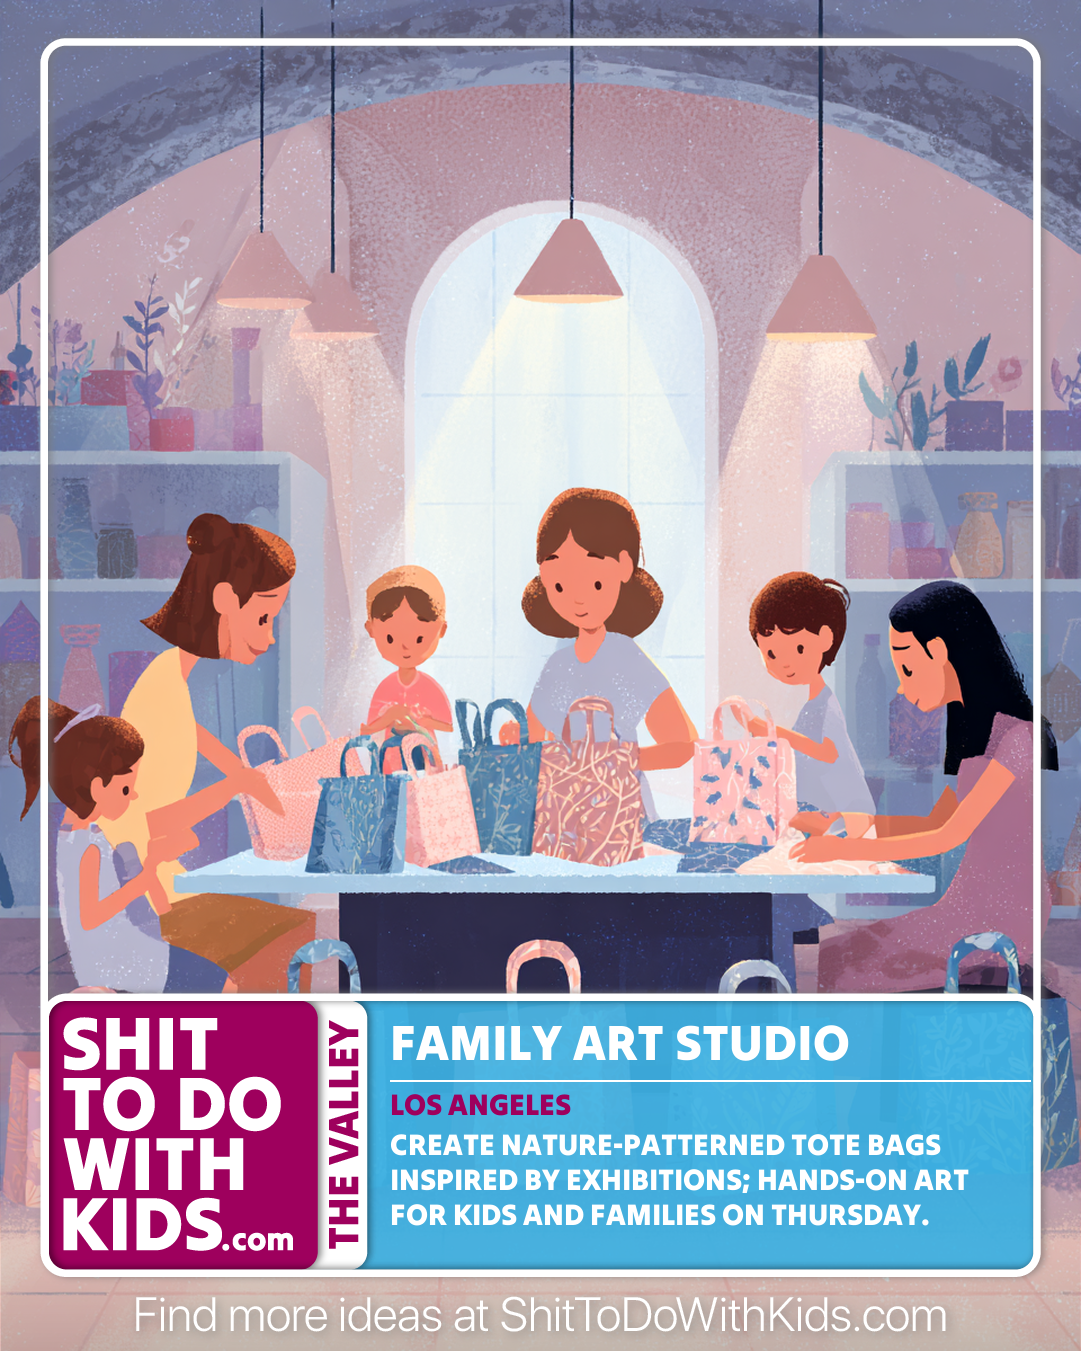 SHIT
TO DO
WITH
KIDS.com
THE VALLEY
FAMILY ART STUDIO
LOS ANGELES
CREATE NATURE-PATTERNED TOTE BAGS
INSPIRED BY EXHIBITIONS; HANDS-ON ART
FOR KIDS AND FAMILIES ON THURSDAY.
Find more ideas at ShitToDoWithKids.com